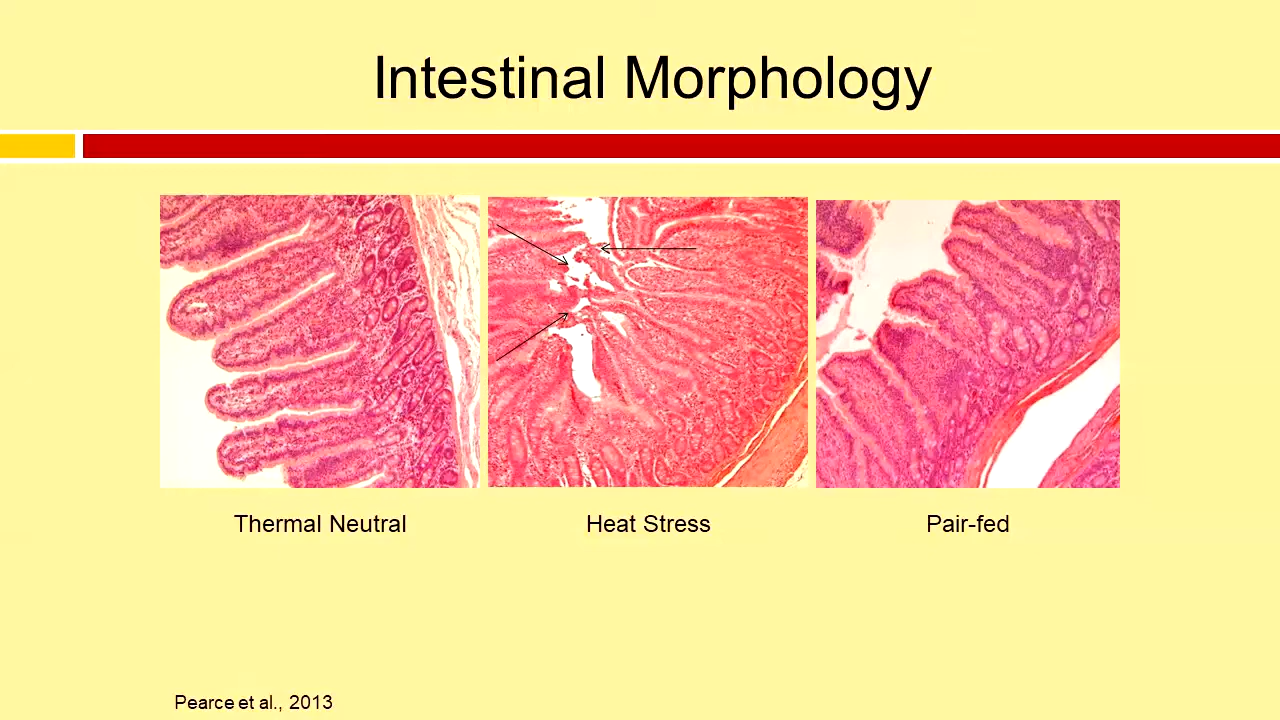 Intestinal Morphology
Thermal Neutral
Heat Stress
Pair-fed
Pearce et al., 2013